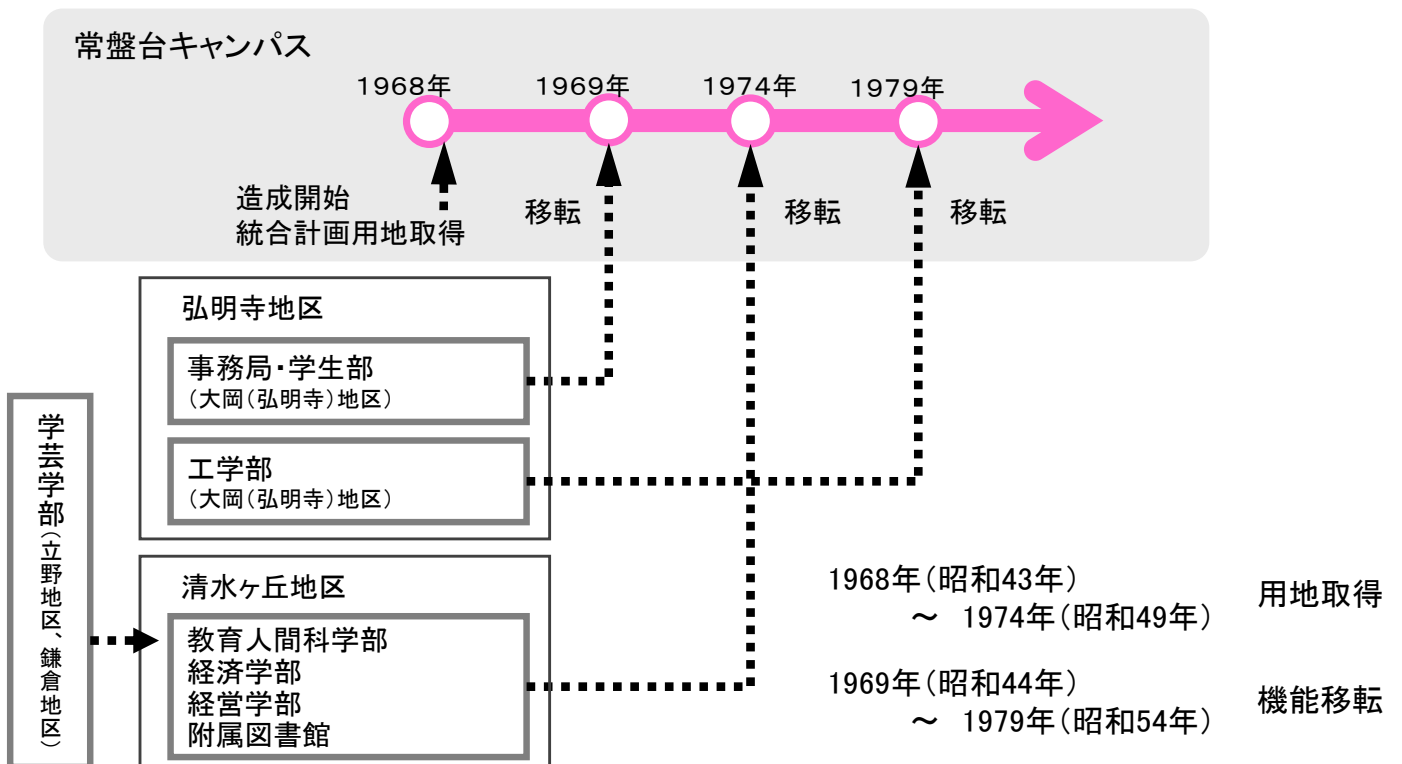 常盤台キャンパス
1968年
1969年
1974年
1979年
造成開始
統合計画用地取得
移転
移転
移転
弘明寺地区
事務局・学生部
(大岡(弘明寺)地区)
工学部
(大岡(弘明寺)地区)
学芸学部(立野地区、鎌倉地区)
清水ヶ丘地区
教育人間科学部
経済学部
経営学部
附属図書館
1968年(昭和43年)
～ 1974年(昭和49年)
用地取得
1969年(昭和44年)
～ 1979年(昭和54年)
機能移転